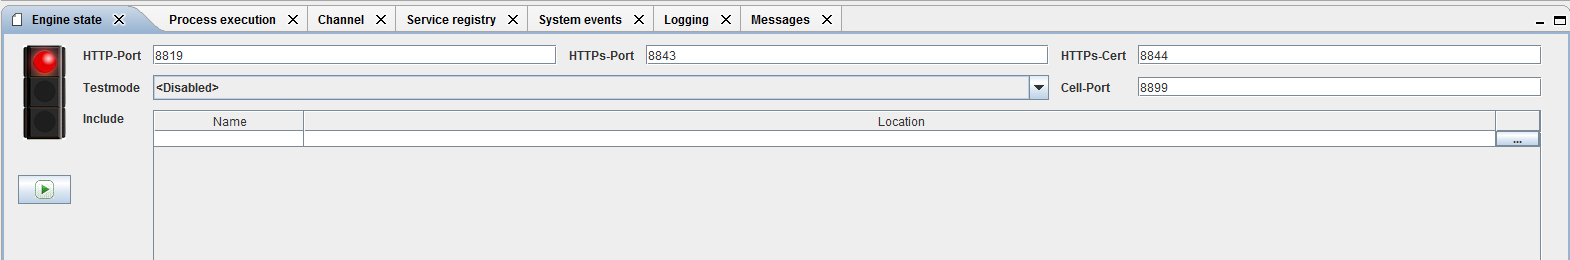 Engine state Process execution Channel Service registry System events Logging Messages
HTTP-Port 8819 HTTPs-Port 8843 HTTPs-Cert 8844
Testmode <Disabled> Cell-Port 8899
Include Name Location
...